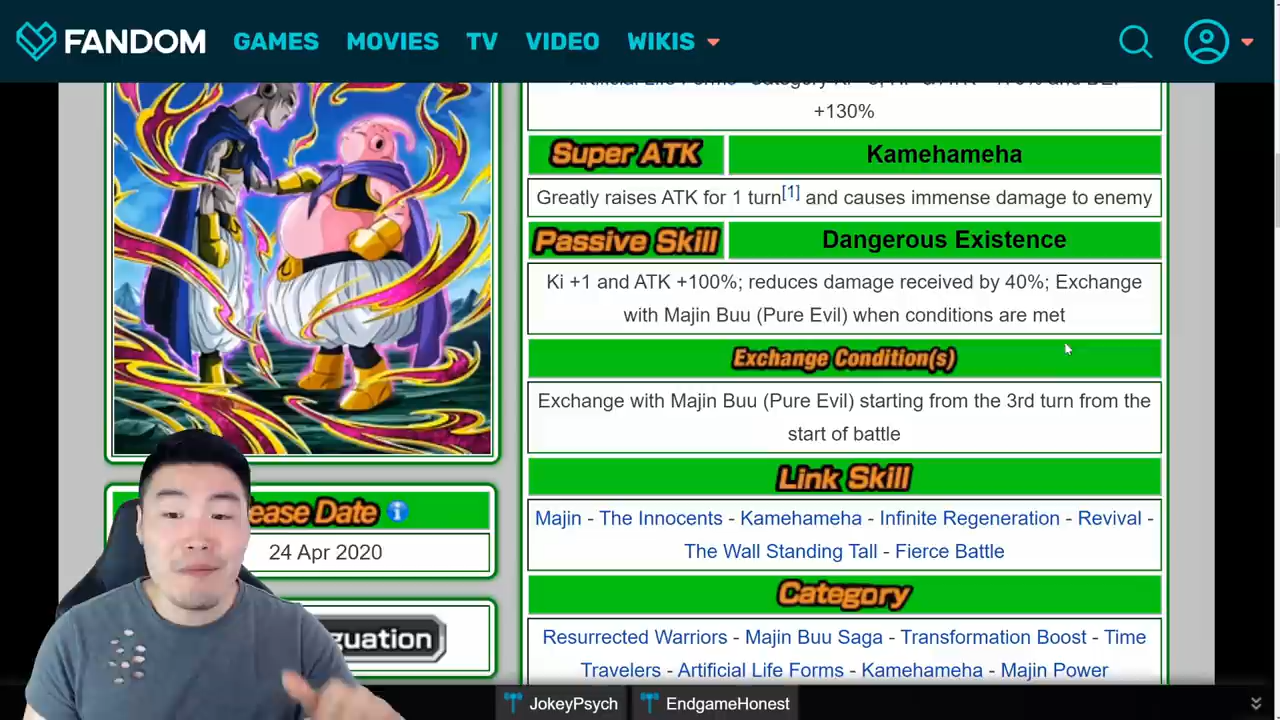 FANDOM GAMES MOVIES TV VIDEO WIKIS
+130%
Super ATK Kamehameha
Greatly raises ATK for 1 turn[1] and causes immense damage to enemy
Passive Skill Dangerous Existence
Ki +1 and ATK +100%; reduces damage received by 40%; Exchange
with Majin Buu (Pure Evil) when conditions are met
Exchange Condition(s)
Exchange with Majin Buu (Pure Evil) starting from the 3rd turn from the
start of battle
Link Skill
Majin - The Innocents - Kamehameha - Infinite Regeneration - Revival -
The Wall Standing Tall - Fierce Battle
Category
Resurrected Warriors - Majin Buu Saga - Transformation Boost - Time
Travelers - Artificial Life Forms - Kamehameha - Majin Power
ease Date
24 Apr 2020
guation
JokeyPsych EndgameHonest